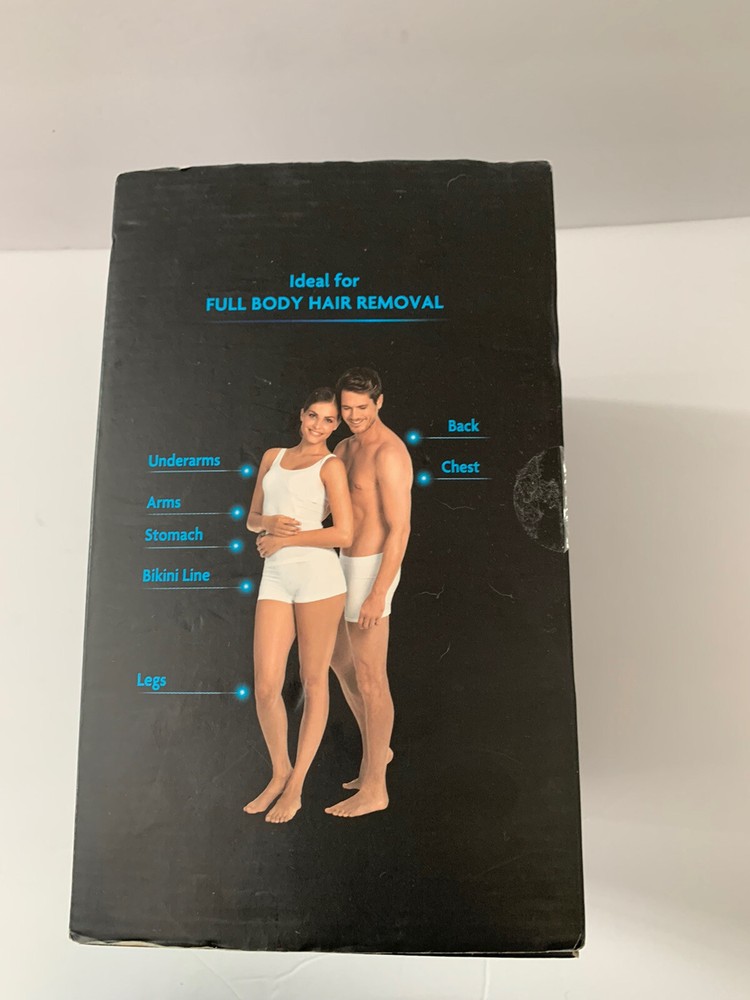 Ideal for
FULL BODY HAIR REMOVAL
Back
Underarms
Chest
Arms
Stomach
Bikini Line
Legs